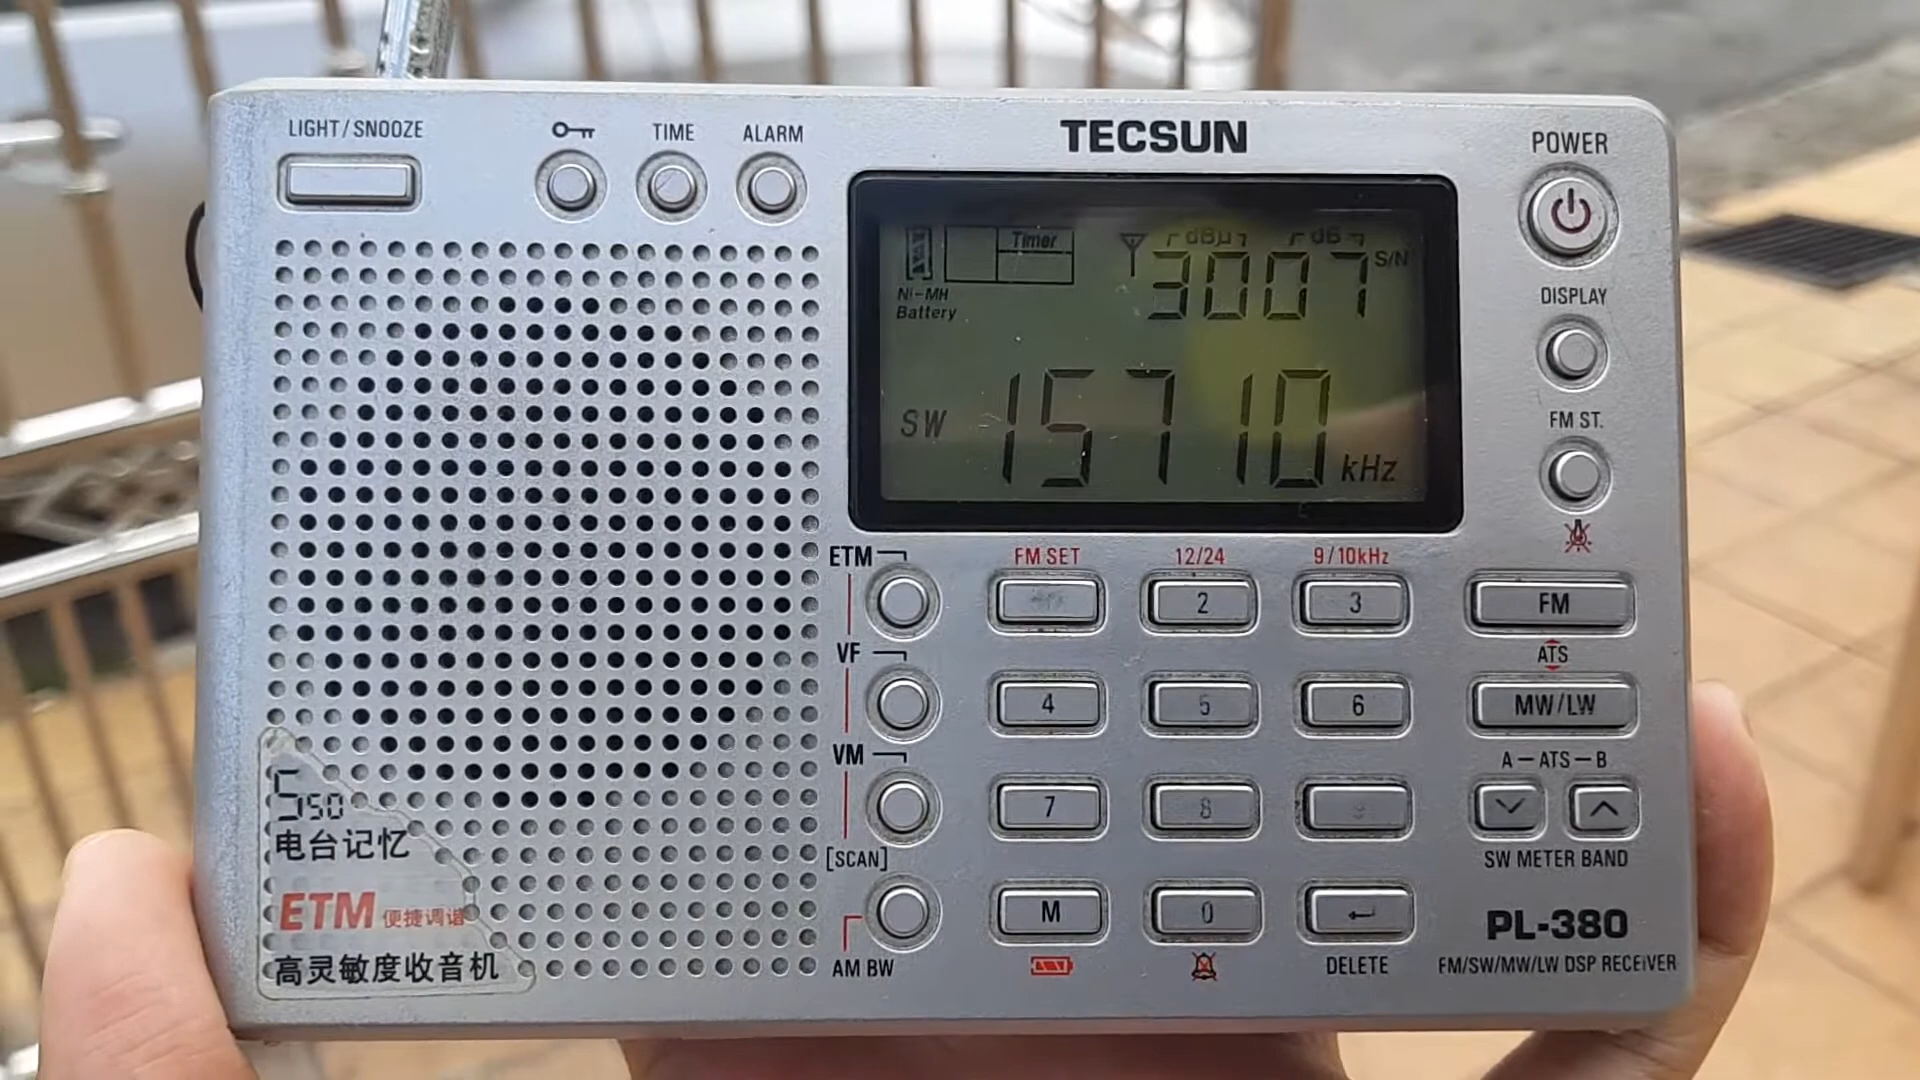 LIGHT/SNOOZE
TIME
ALARM
TECSUN
POWER
Timer
dBμ
dB
3007
S/N
Ni-MH
Battery
SW
15710
kHz
DISPLAY
FM ST.
ETM
FM SET
12/24
9/10kHz
2
3
FM
VF
ATS
4
5
6
MW/LW
VM
A-ATS-B
7
8
[SCAN]
SW METER BAND
M
0
PL-380
AM BW
DELETE
FM/SW/MW/LW DSP RECEIVER
550
电台记忆
ETM 便捷调谐
高灵敏度收音机